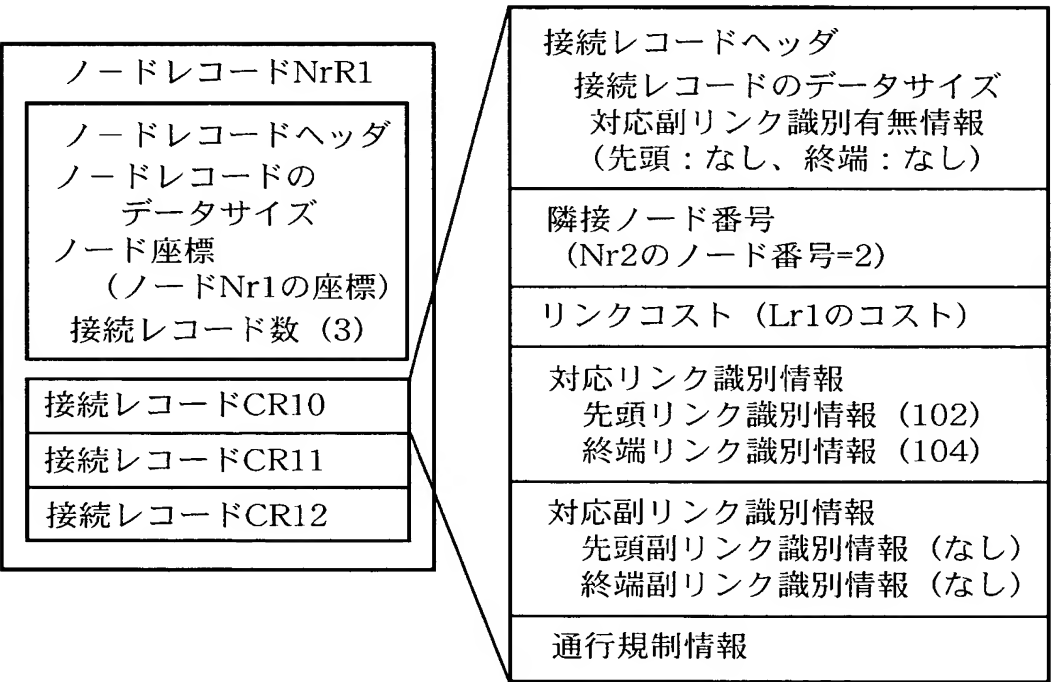 ノードレコードNrR1
ノードレコードヘッダ
ノードレコードの
データサイズ
ノード座標
（ノードNr1の座標）
接続レコード数（3）
接続レコードCR10
接続レコードCR11
接続レコードCR12
接続レコードヘッダ
接続レコードのデータサイズ
対応副リンク識別有無情報
（先頭：なし、終端：なし）
隣接ノード番号
（Nr2のノード番号=2）
リンクコスト（Lr1のコスト）
対応リンク識別情報
先頭リンク識別情報（102）
終端リンク識別情報（104）
対応副リンク識別情報
先頭副リンク識別情報（なし）
終端副リンク識別情報（なし）
通行規制情報